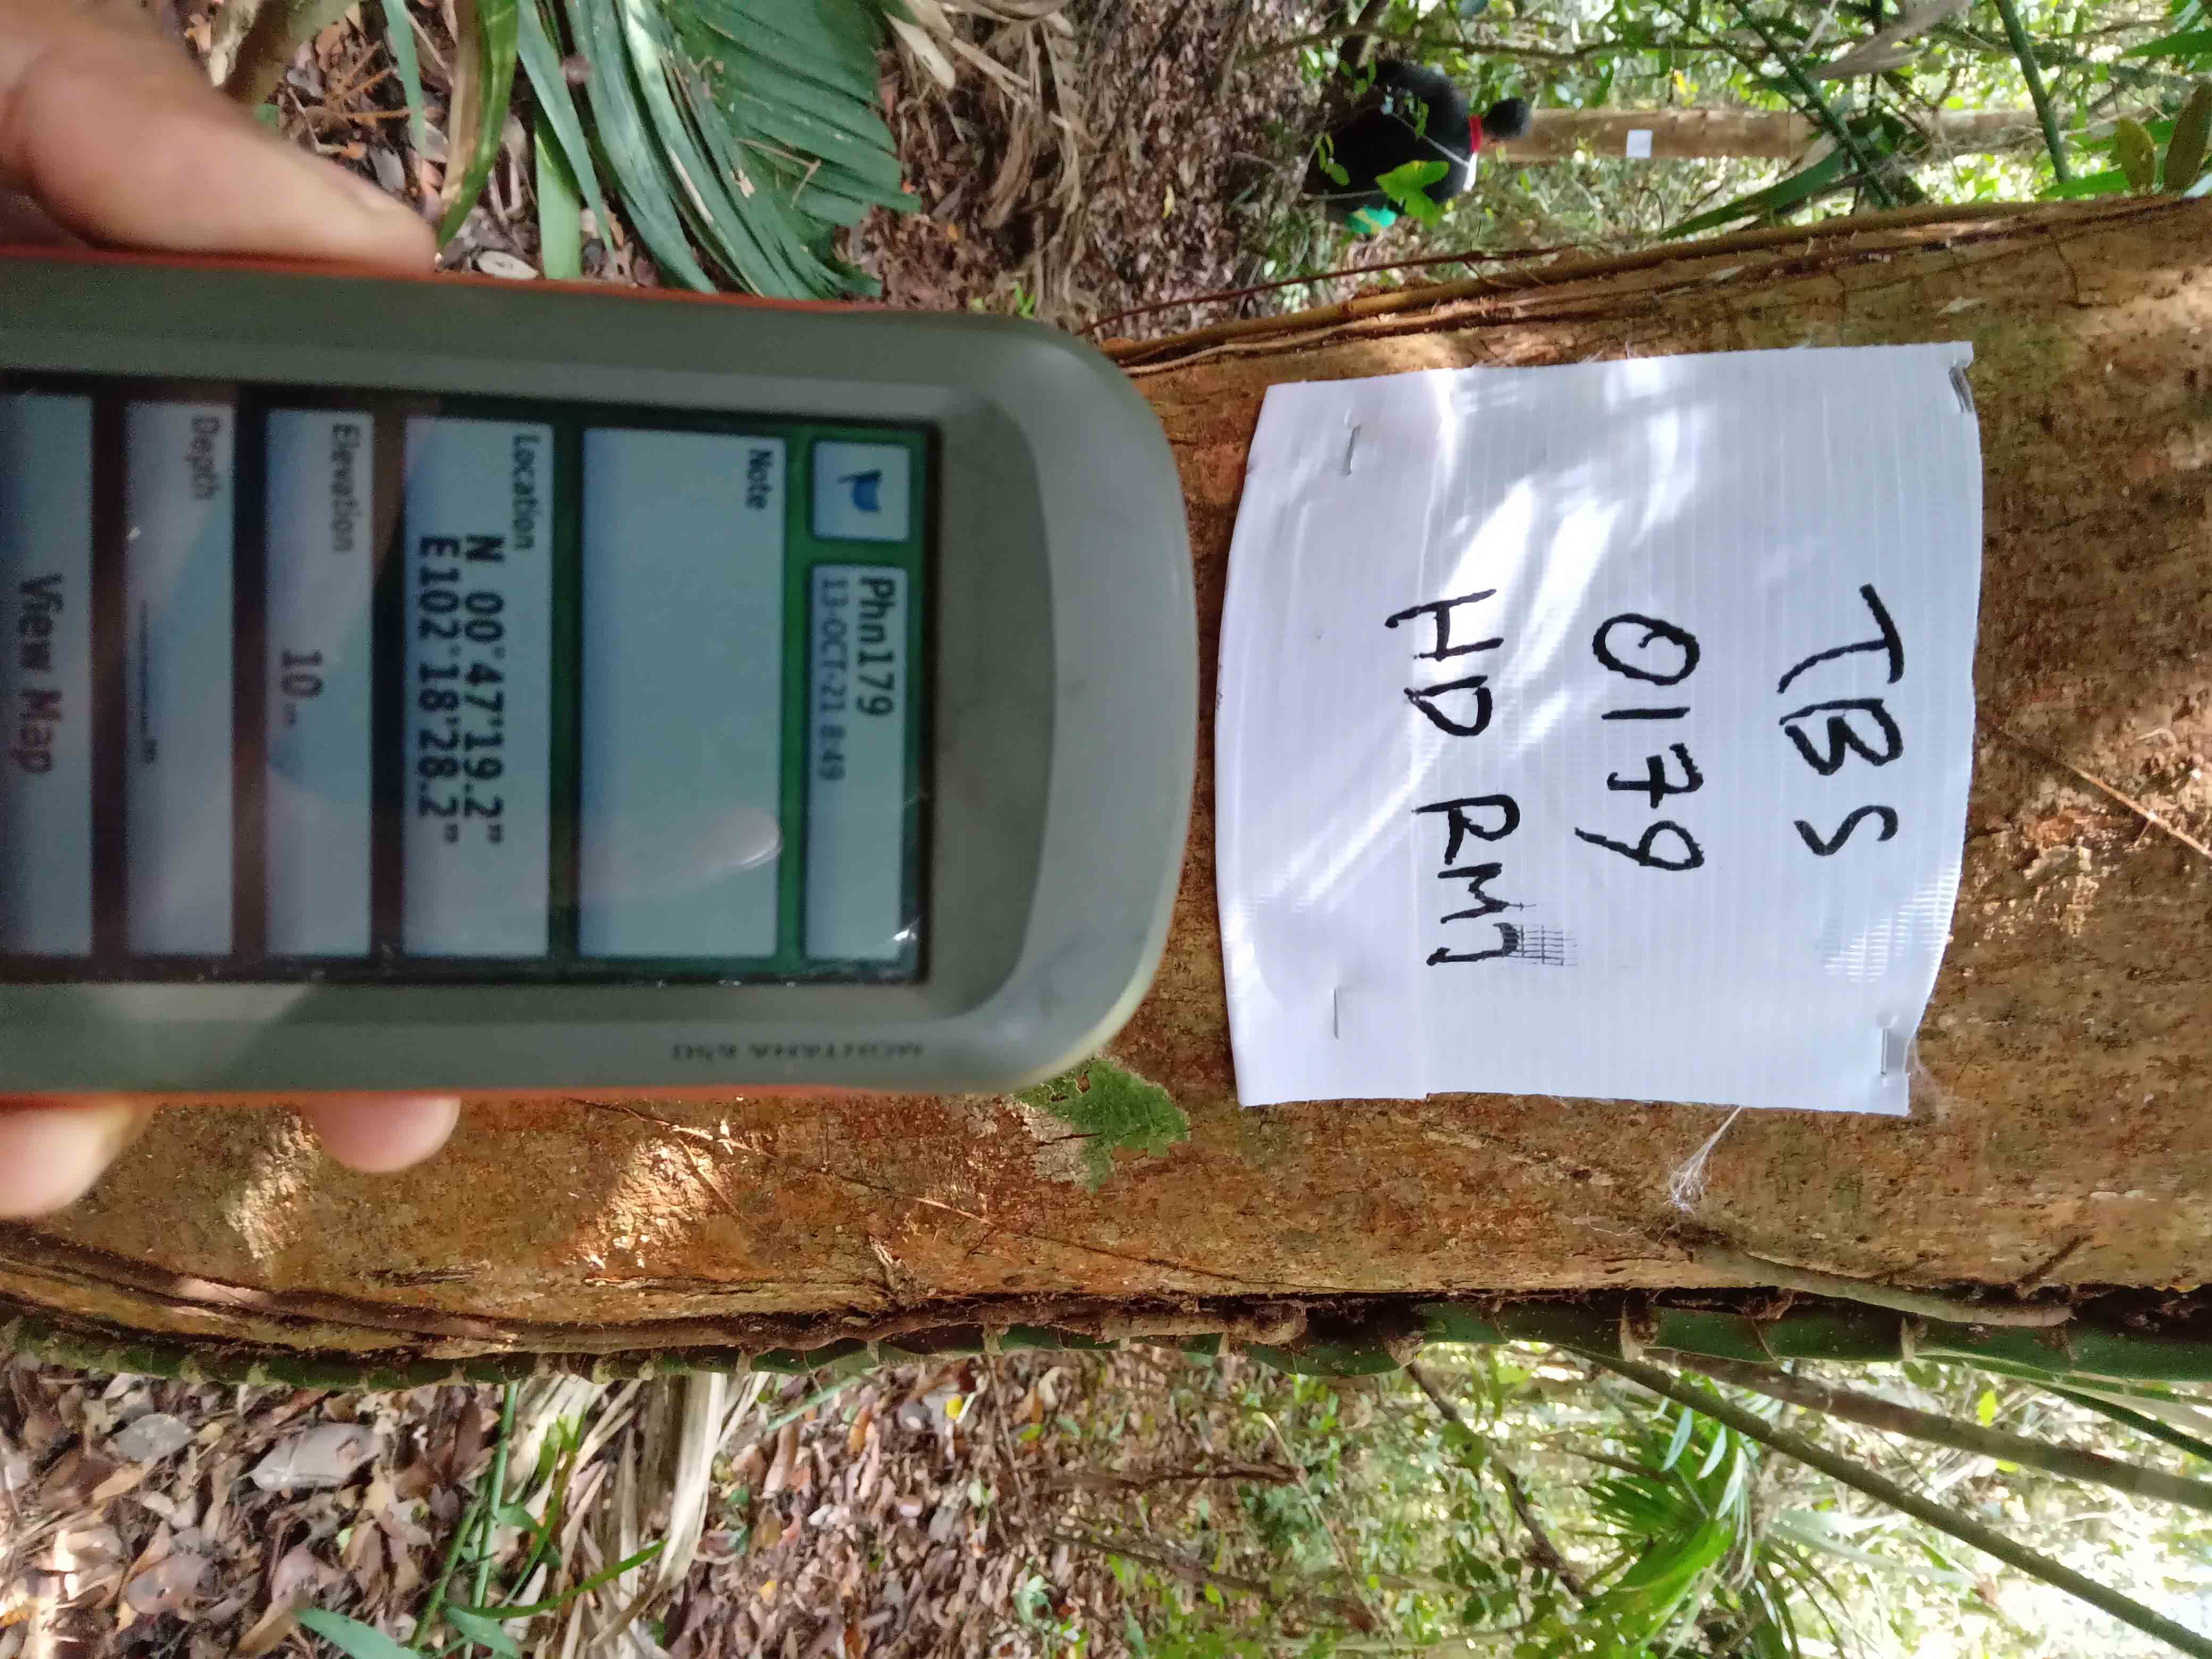 TBS
0179
HD RM7
Phn179
13-OCT-21 8:49
Note
Location
N 00°47'19.2"
E102°18'28.2"
Elevation
10 m
Depth
View Map
MONTANA 650